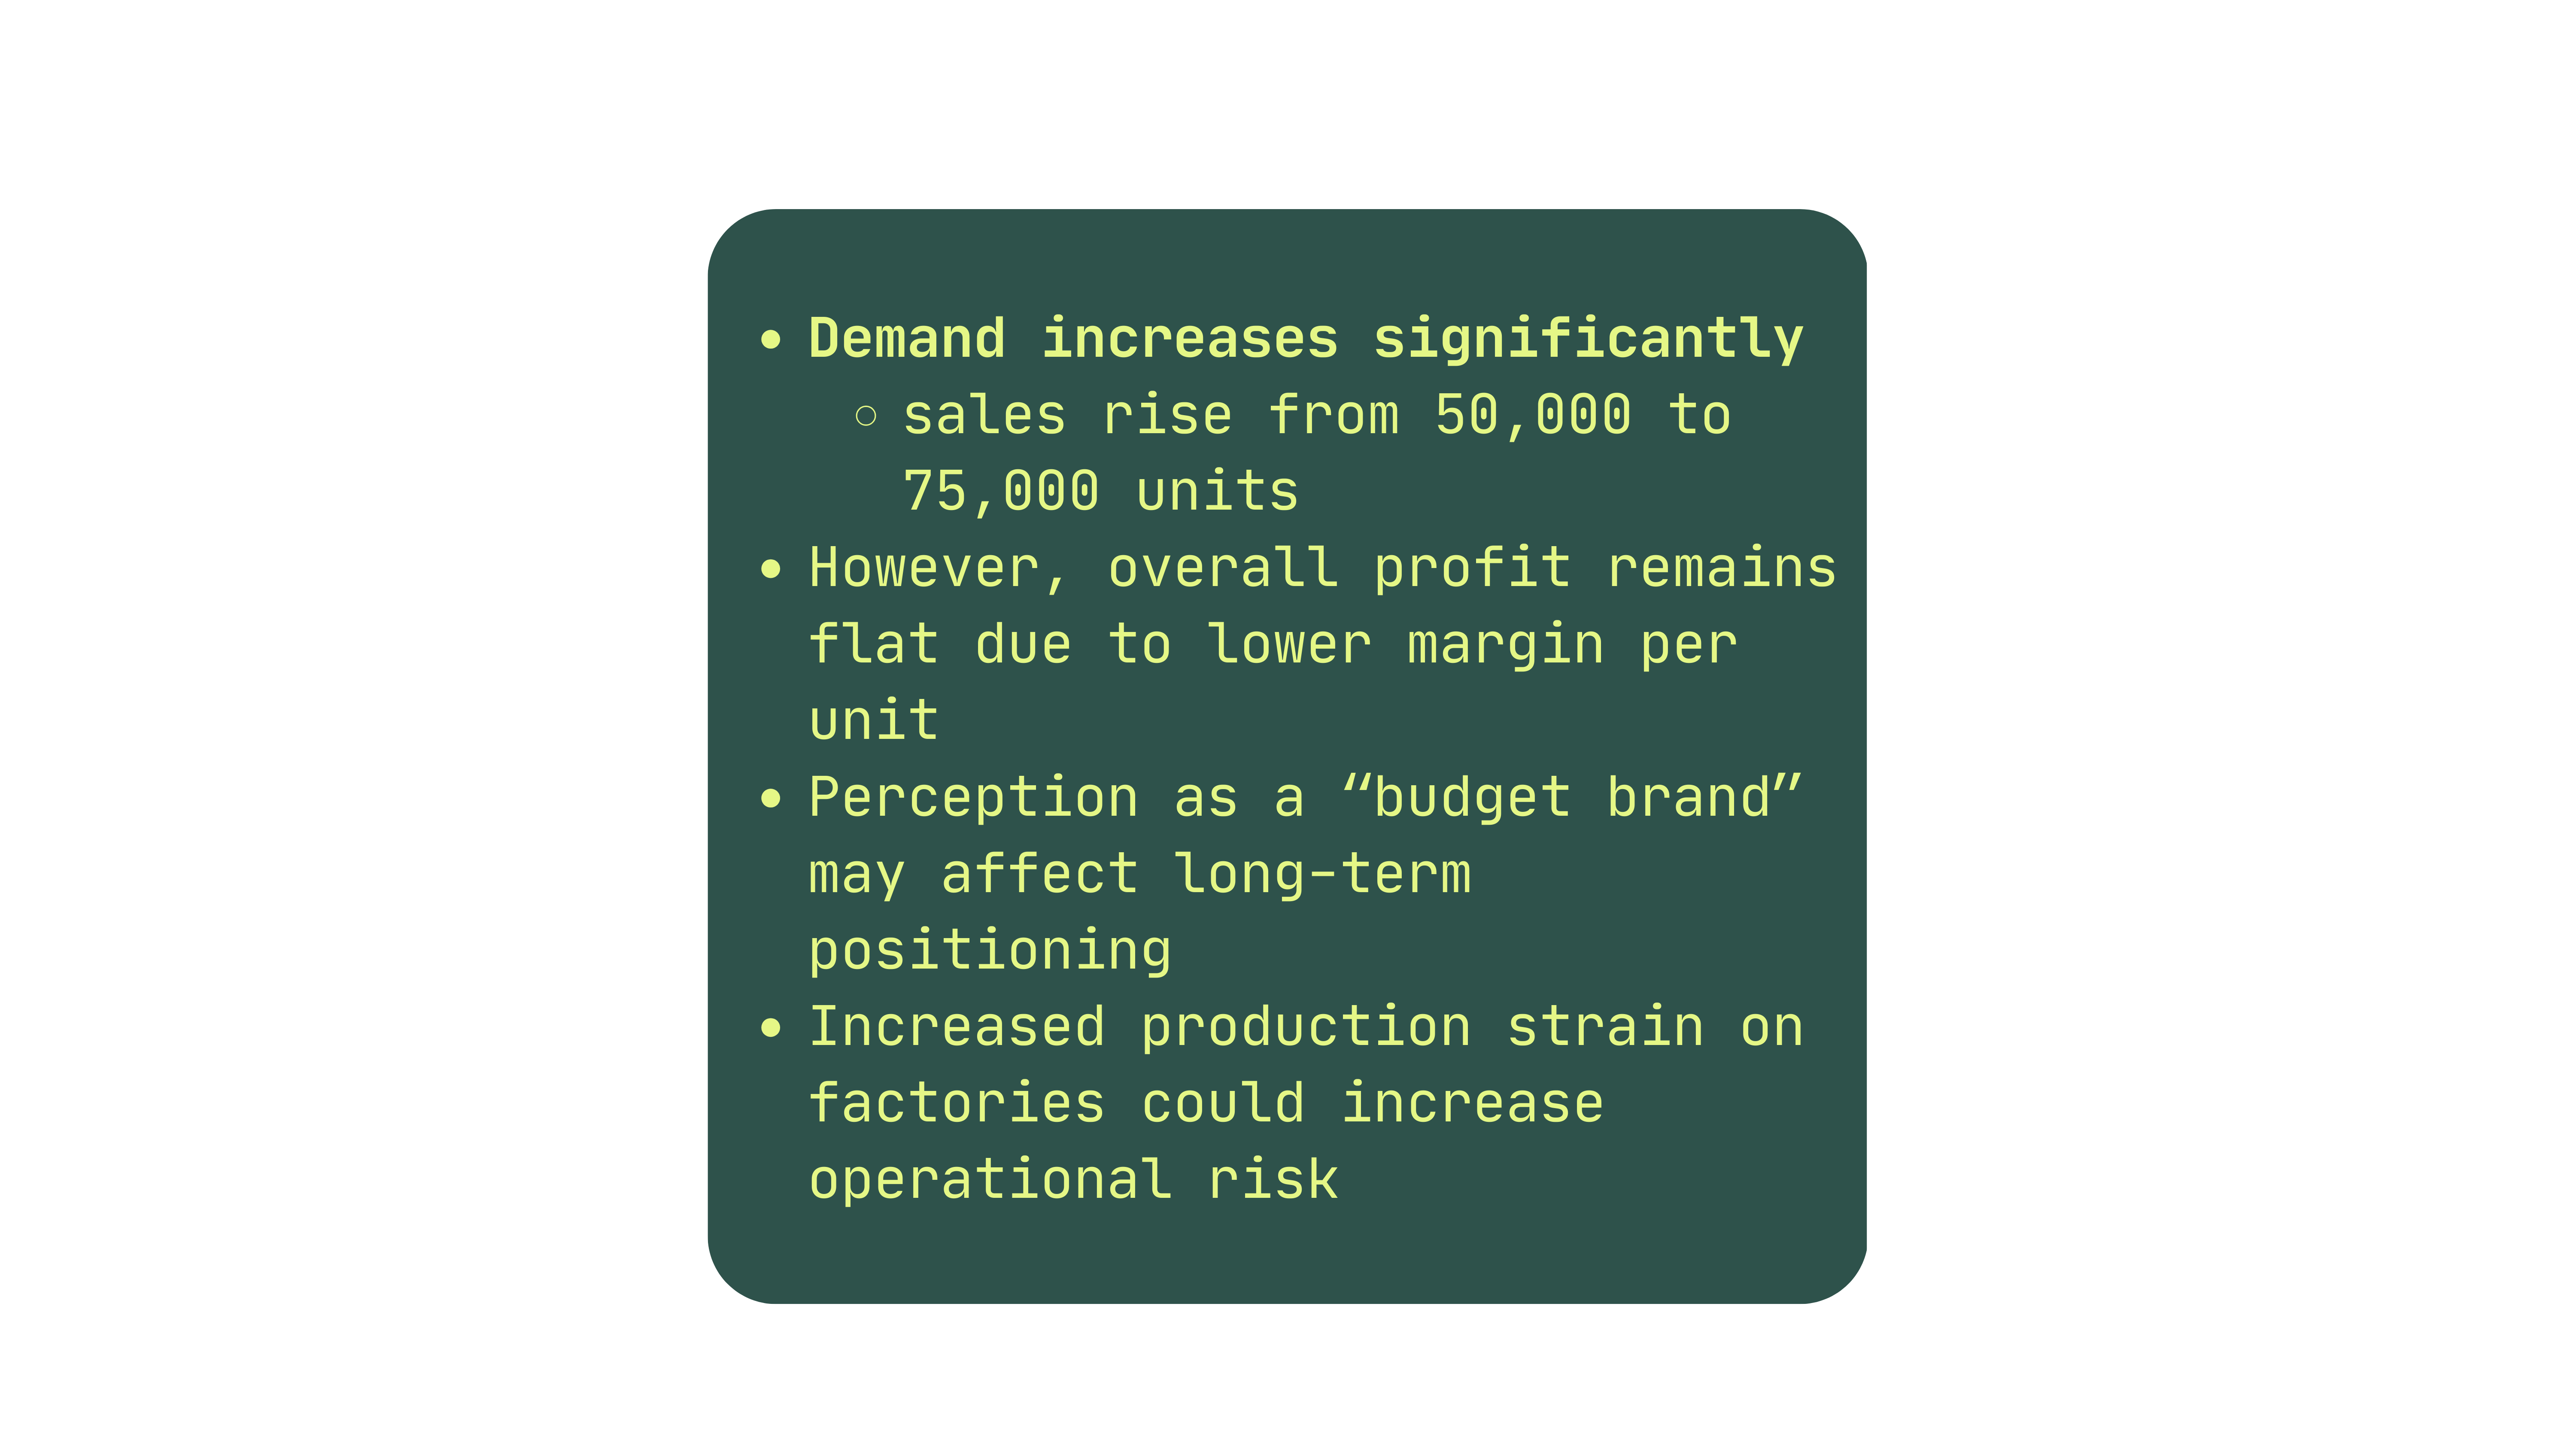 • Demand increases significantly
○ sales rise from 50,000 to
75,000 units
• However, overall profit remains
flat due to lower margin per
unit
• Perception as a “budget brand”
may affect long-term
positioning
• Increased production strain on
factories could increase
operational risk